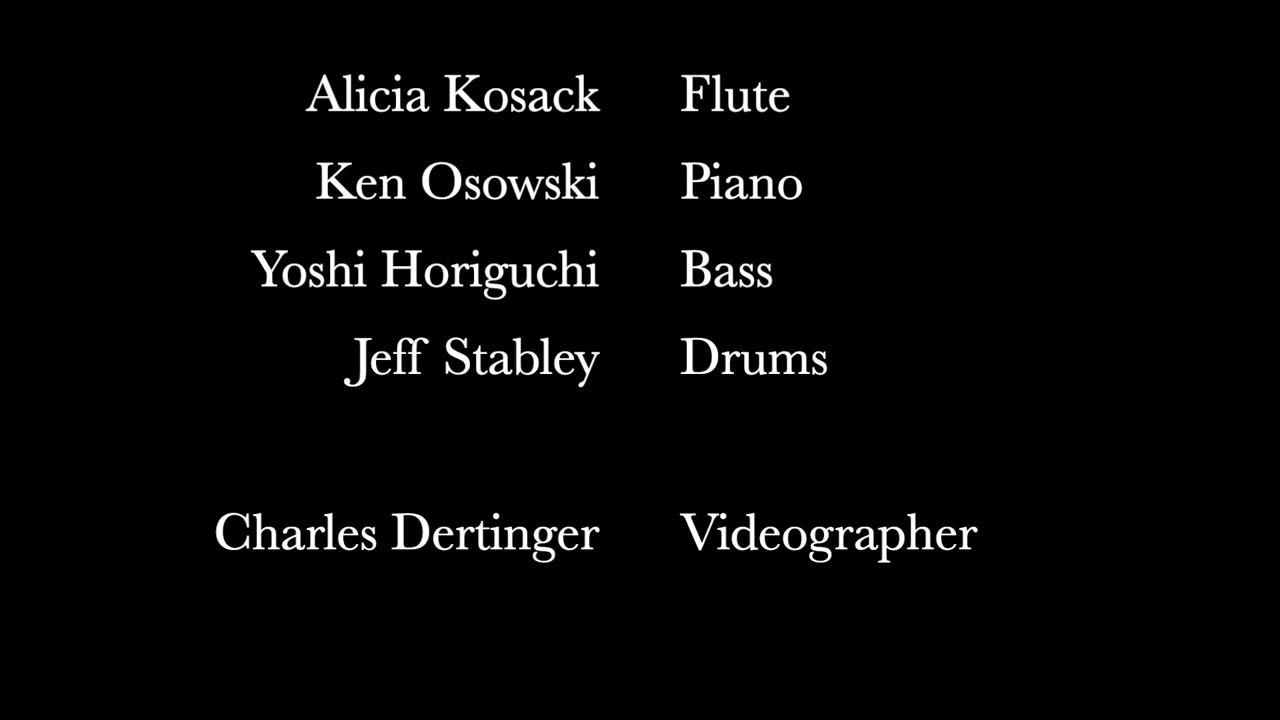 Alicia Kosack Flute
Ken Osowski Piano
Yoshi Horiguchi Bass
Jeff Stabley Drums
Charles Dertinger Videographer